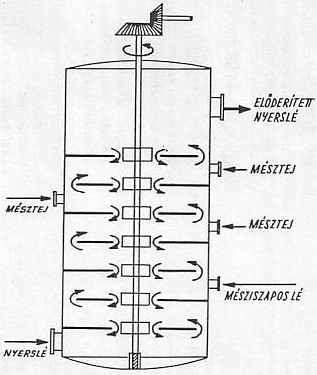 ELŐDERÍTETT
NYERSLÉ
MÉSZTEJ
MÉSZTEJ
MÉSZTEJ
MÉSZISZAPOS LÉ
NYERSLÉ